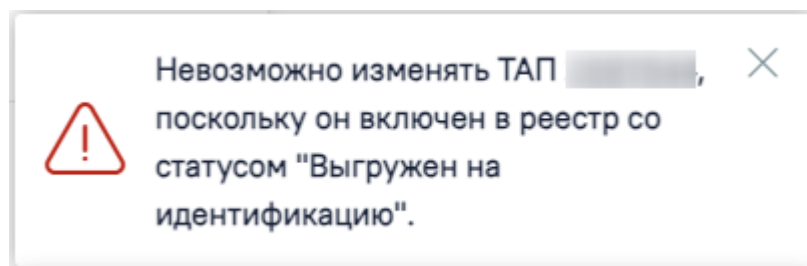 Невозможно изменять ТАП ,
поскольку он включен в реестр со
статусом "Выгружен на
идентификацию".